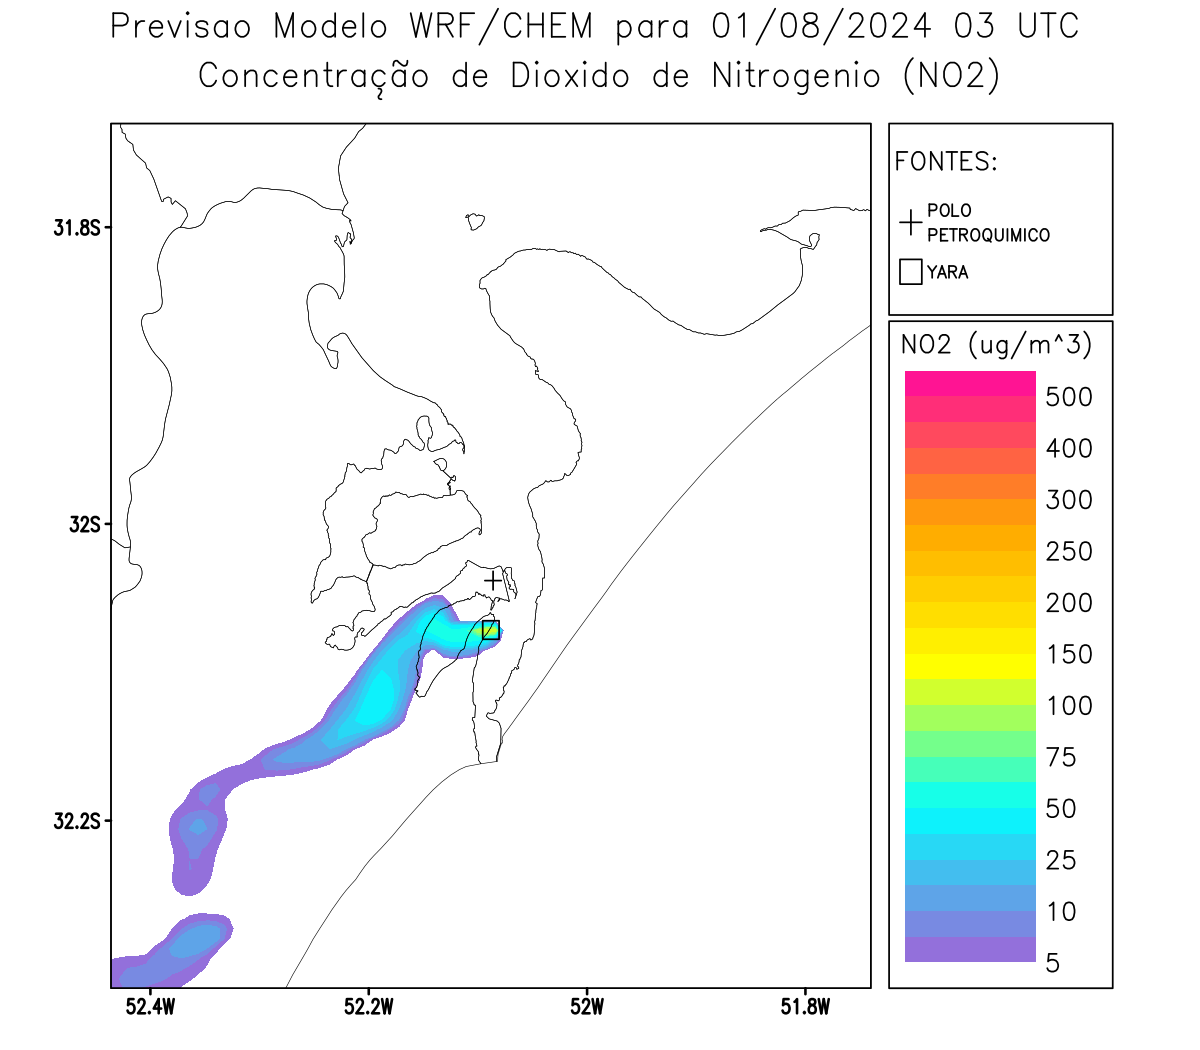 Previsao Modelo WRF/CHEM para 01/08/2024 03 UTC
Concentração de Dioxido de Nitrogenio (NO2)
FONTES:
POLO
PETROQUIMICO
YARA
NO2 (ug/m^3)
500
400
300
250
200
150
100
75
50
25
10
5
31.8S
32S
32.2S
52.4W
52.2W
52W
51.8W